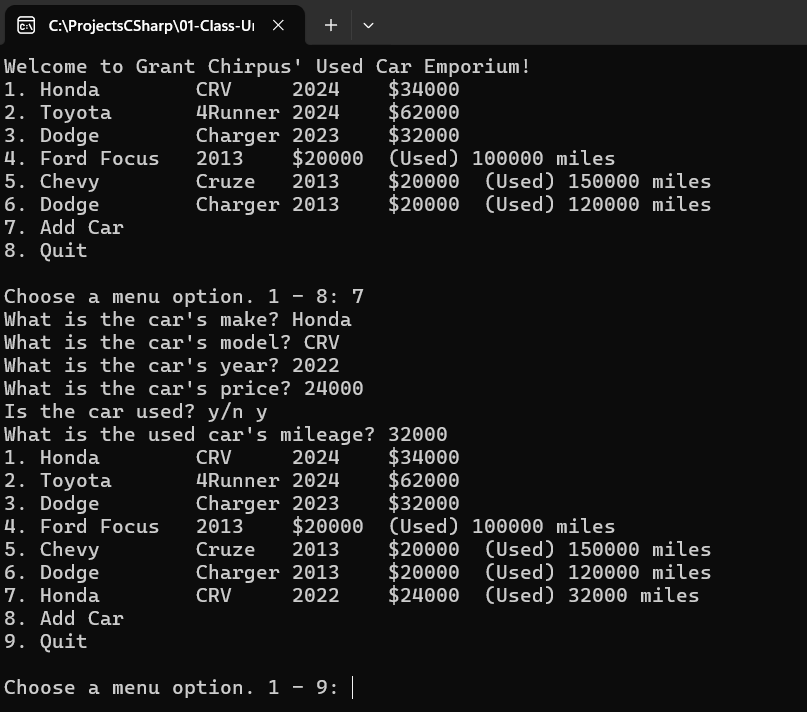 C:\ProjectsCSharp\01-Class-Ur
Welcome to Grant Chirpus' Used Car Emporium!
1. Honda        CRV     2024    $34000
2. Toyota       4Runner 2024    $62000
3. Dodge        Charger 2023    $32000
4. Ford Focus   2013    $20000  (Used) 100000 miles
5. Chevy        Cruze   2013    $20000  (Used) 150000 miles
6. Dodge        Charger 2013    $20000  (Used) 120000 miles
7. Add Car
8. Quit
Choose a menu option. 1 - 8: 7
What is the car's make? Honda
What is the car's model? CRV
What is the car's year? 2022
What is the car's price? 24000
Is the car used? y/n y
What is the used car's mileage? 32000
1. Honda        CRV     2024    $34000
2. Toyota       4Runner 2024    $62000
3. Dodge        Charger 2023    $32000
4. Ford Focus   2013    $20000  (Used) 100000 miles
5. Chevy        Cruze   2013    $20000  (Used) 150000 miles
6. Dodge        Charger 2013    $20000  (Used) 120000 miles
7. Honda        CRV     2022    $24000  (Used) 32000 miles
8. Add Car
9. Quit
Choose a menu option. 1 - 9: